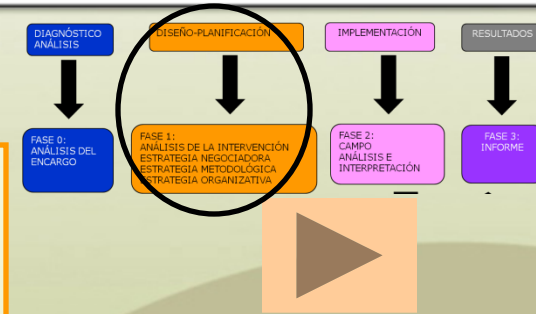 DIAGNÓSTICO
ANÁLISIS
DISEÑO-PLANIFICACIÓN
IMPLEMENTACIÓN
RESULTADOS
FASE 0:
ANÁLISIS DEL
ENCARGO
FASE 1:
ANÁLISIS DE LA INTERVENCIÓN
ESTRATEGIA NEGOCIADORA
ESTRATEGIA METODOLÓGICA
ESTRATEGIA ORGANIZATIVA
FASE 2:
CAMPO
ANÁLISIS E
INTERPRETACIÓN
FASE 3:
INFORME